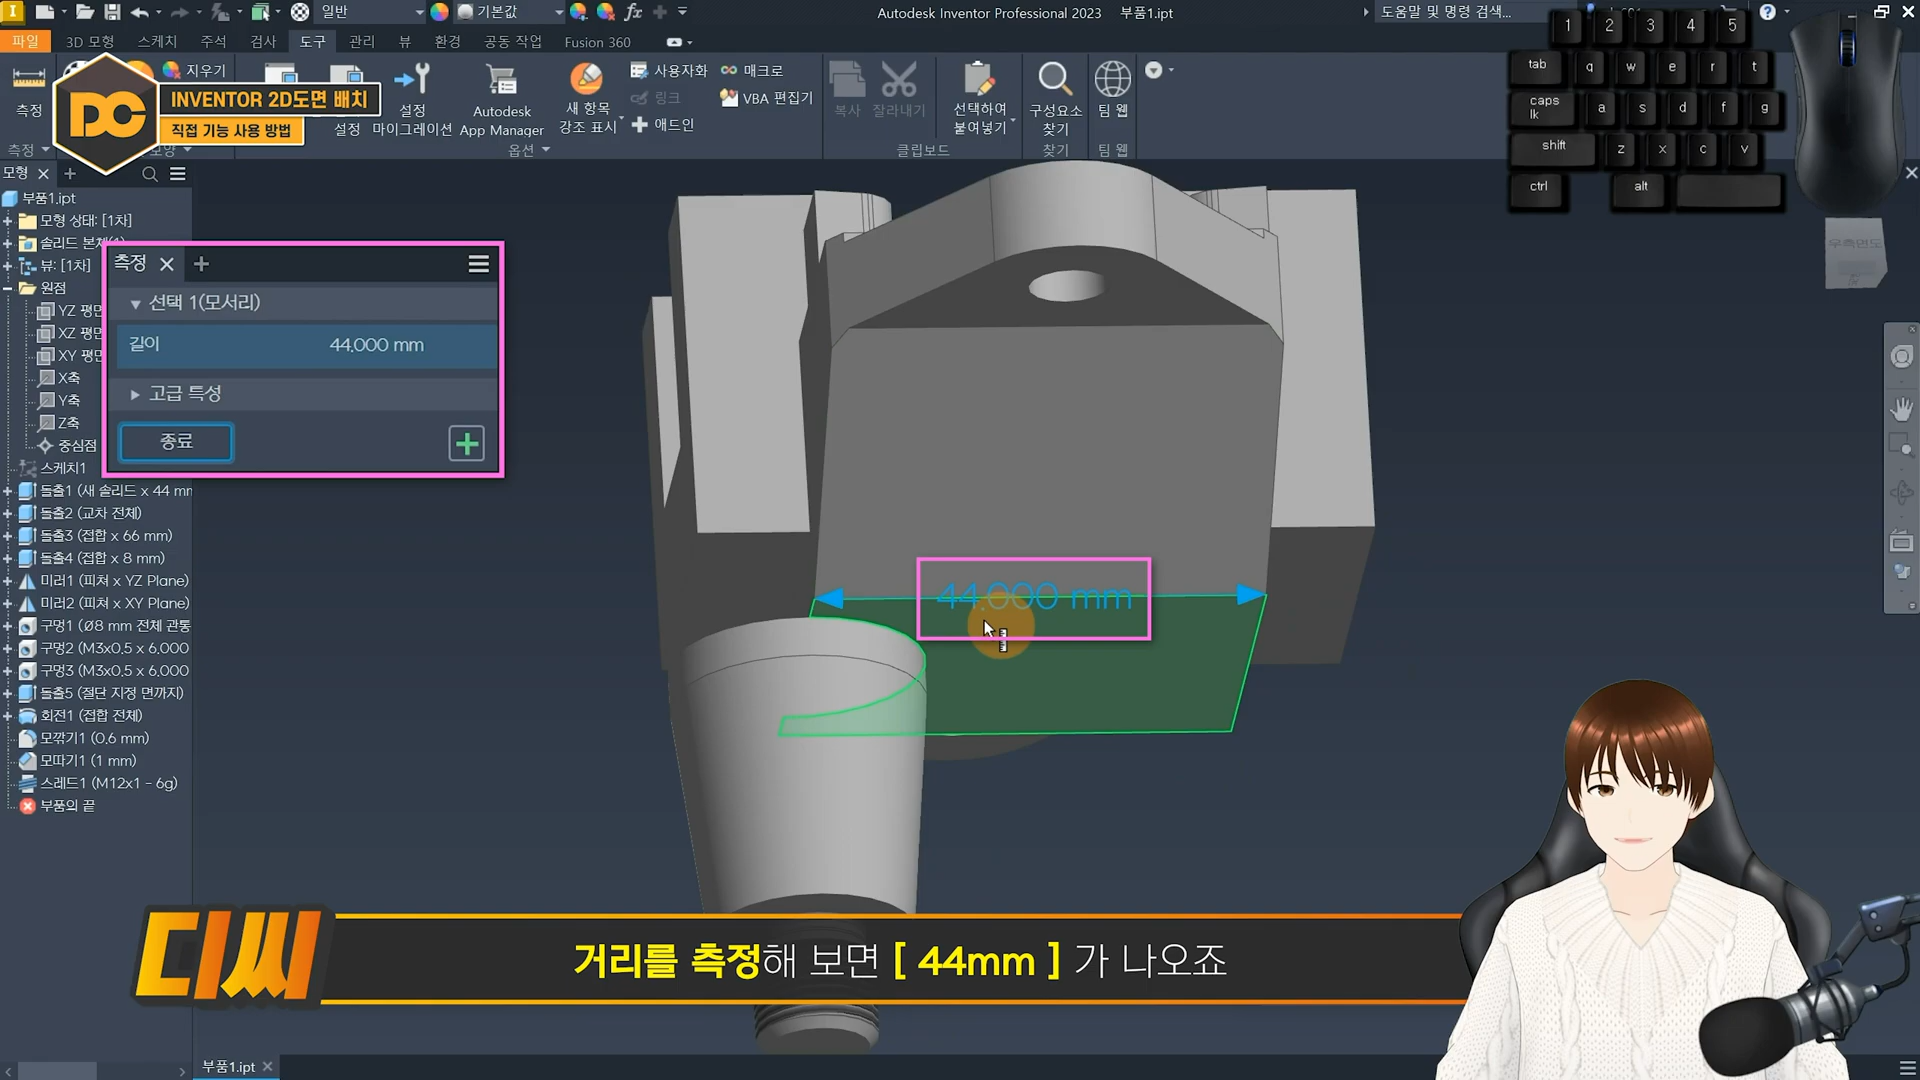 일반
기본값
Autodesk Inventor Professional 2023 부품1.ipt
도움말 및 명령 검색...
파일 3D 모형 스케치 주석 검사 도구 관리 뷰 환경 공동 작업 Fusion 360
측정
DC
INVENTOR 2D도면 배치
직접 기능 사용 방법
지우기
설정
설정
마이그레이션
Autodesk
App Manager
새 항목
강조 표시
사용자화
링크
애드인
매크로
VBA 편집기
복사
잘라내기
선택하여
붙여넣기
구성요소
찾기
팀 웹
측정
옵션
클립보드
찾기
팀 웹
1 2 3 4 5
tab q w e r t
caps
lk a s d f g
shift z x c v
ctrl alt
우측면도
모형
부품1.ipt
모형 상태: [1차]
솔리드 본체(1)
뷰: [1차]
원점
YZ 평면
XZ 평면
XY 평면
X축
Y축
Z축
중심점
스케치1
돌출1 (새 솔리드 x 44 mm
돌출2 (교차 전체)
돌출3 (접합 x 66 mm)
돌출4 (접합 x 8 mm)
미러1 (피쳐 x YZ Plane)
미러2 (피쳐 x XY Plane)
구멍1 (Ø8 mm 전체 관통
구멍2 (M3x0.5 x 6.000
구멍3 (M3x0.5 x 6.000
돌출5 (절단 지정 면까지)
회전1 (접합 전체)
모깎기1 (0.6 mm)
모따기1 (1 mm)
스레드1 (M12x1 - 6g)
부품의 끝
측정
선택 1(모서리)
길이 44.000 mm
고급 특성
종료
44.000 mm
디씨
거리를 측정해 보면 [ 44mm ] 가 나오죠
부품1.ipt